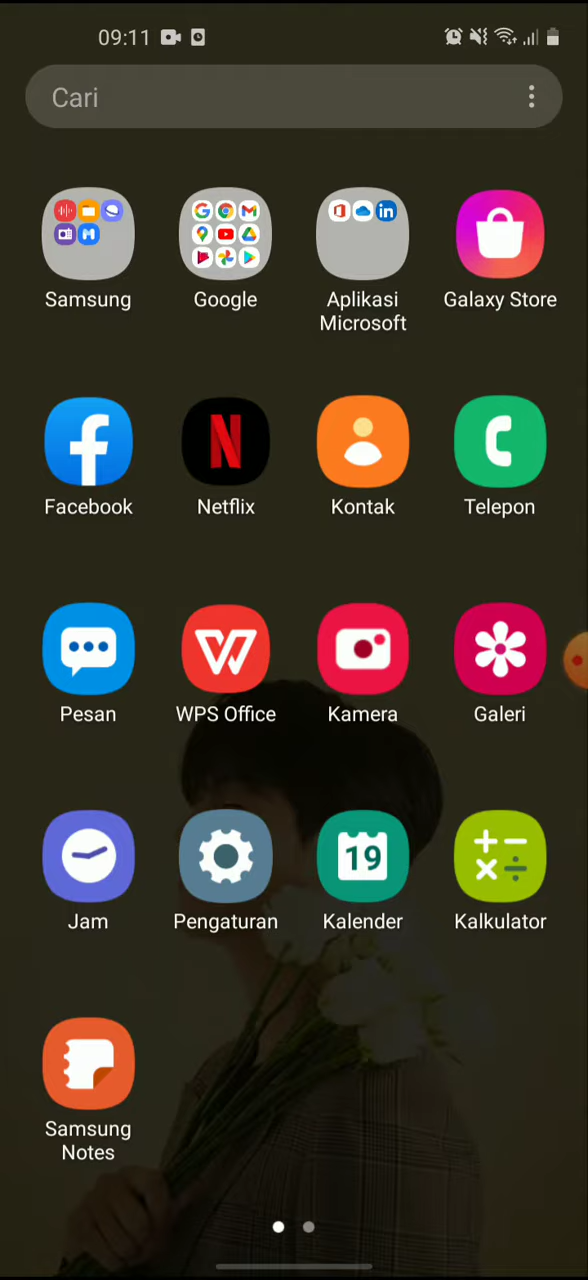 09:11
Cari
Samsung
Google
Aplikasi
Microsoft
Galaxy Store
Facebook
Netflix
Kontak
Telepon
Pesan
WPS Office
Kamera
Galeri
19
Jam
Pengaturan
Kalender
Kalkulator
Samsung
Notes